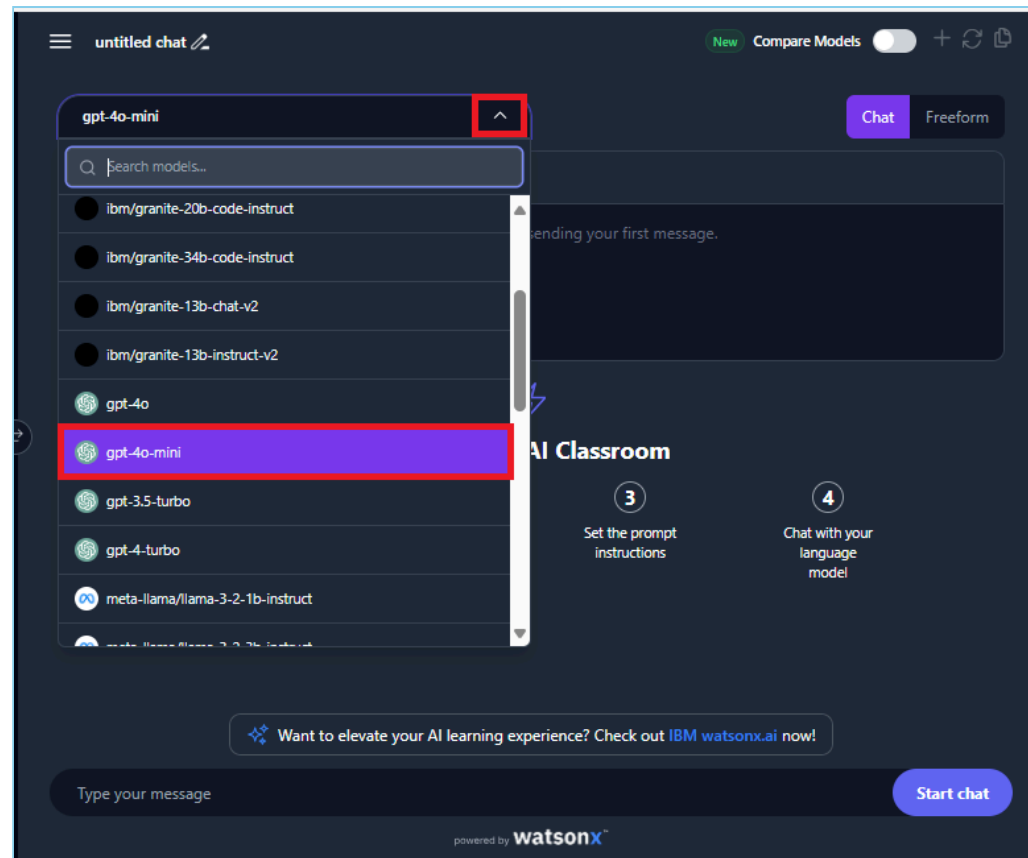 untitled chat
New Compare Models
gpt-4o-mini
Chat Freeform
Search models...
ibm/granite-20b-code-instruct
sending your first message.
ibm/granite-34b-code-instruct
ibm/granite-13b-chat-v2
ibm/granite-13b-instruct-v2
gpt-4o
gpt-4o-mini
AI Classroom
gpt-3.5-turbo
3
4
Set the prompt
instructions
Chat with your
language
model
gpt-4-turbo
meta-llama/llama-3-2-1b-instruct
Want to elevate your AI learning experience? Check out IBM watsonx.ai now!
Type your message
Start chat
powered by watsonx™